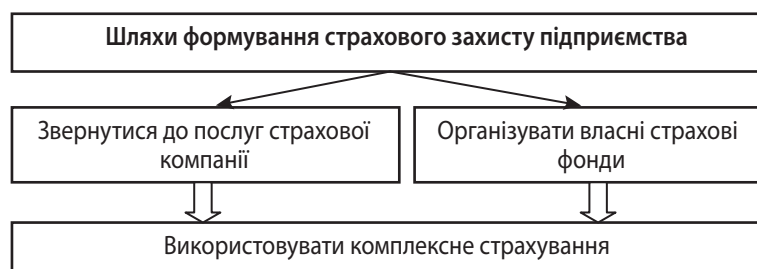 Шляхи формування страхового захисту підприємства
Звернутися до послуг страхової
компанії
Організувати власні страхові
фонди
Використовувати комплексне страхування